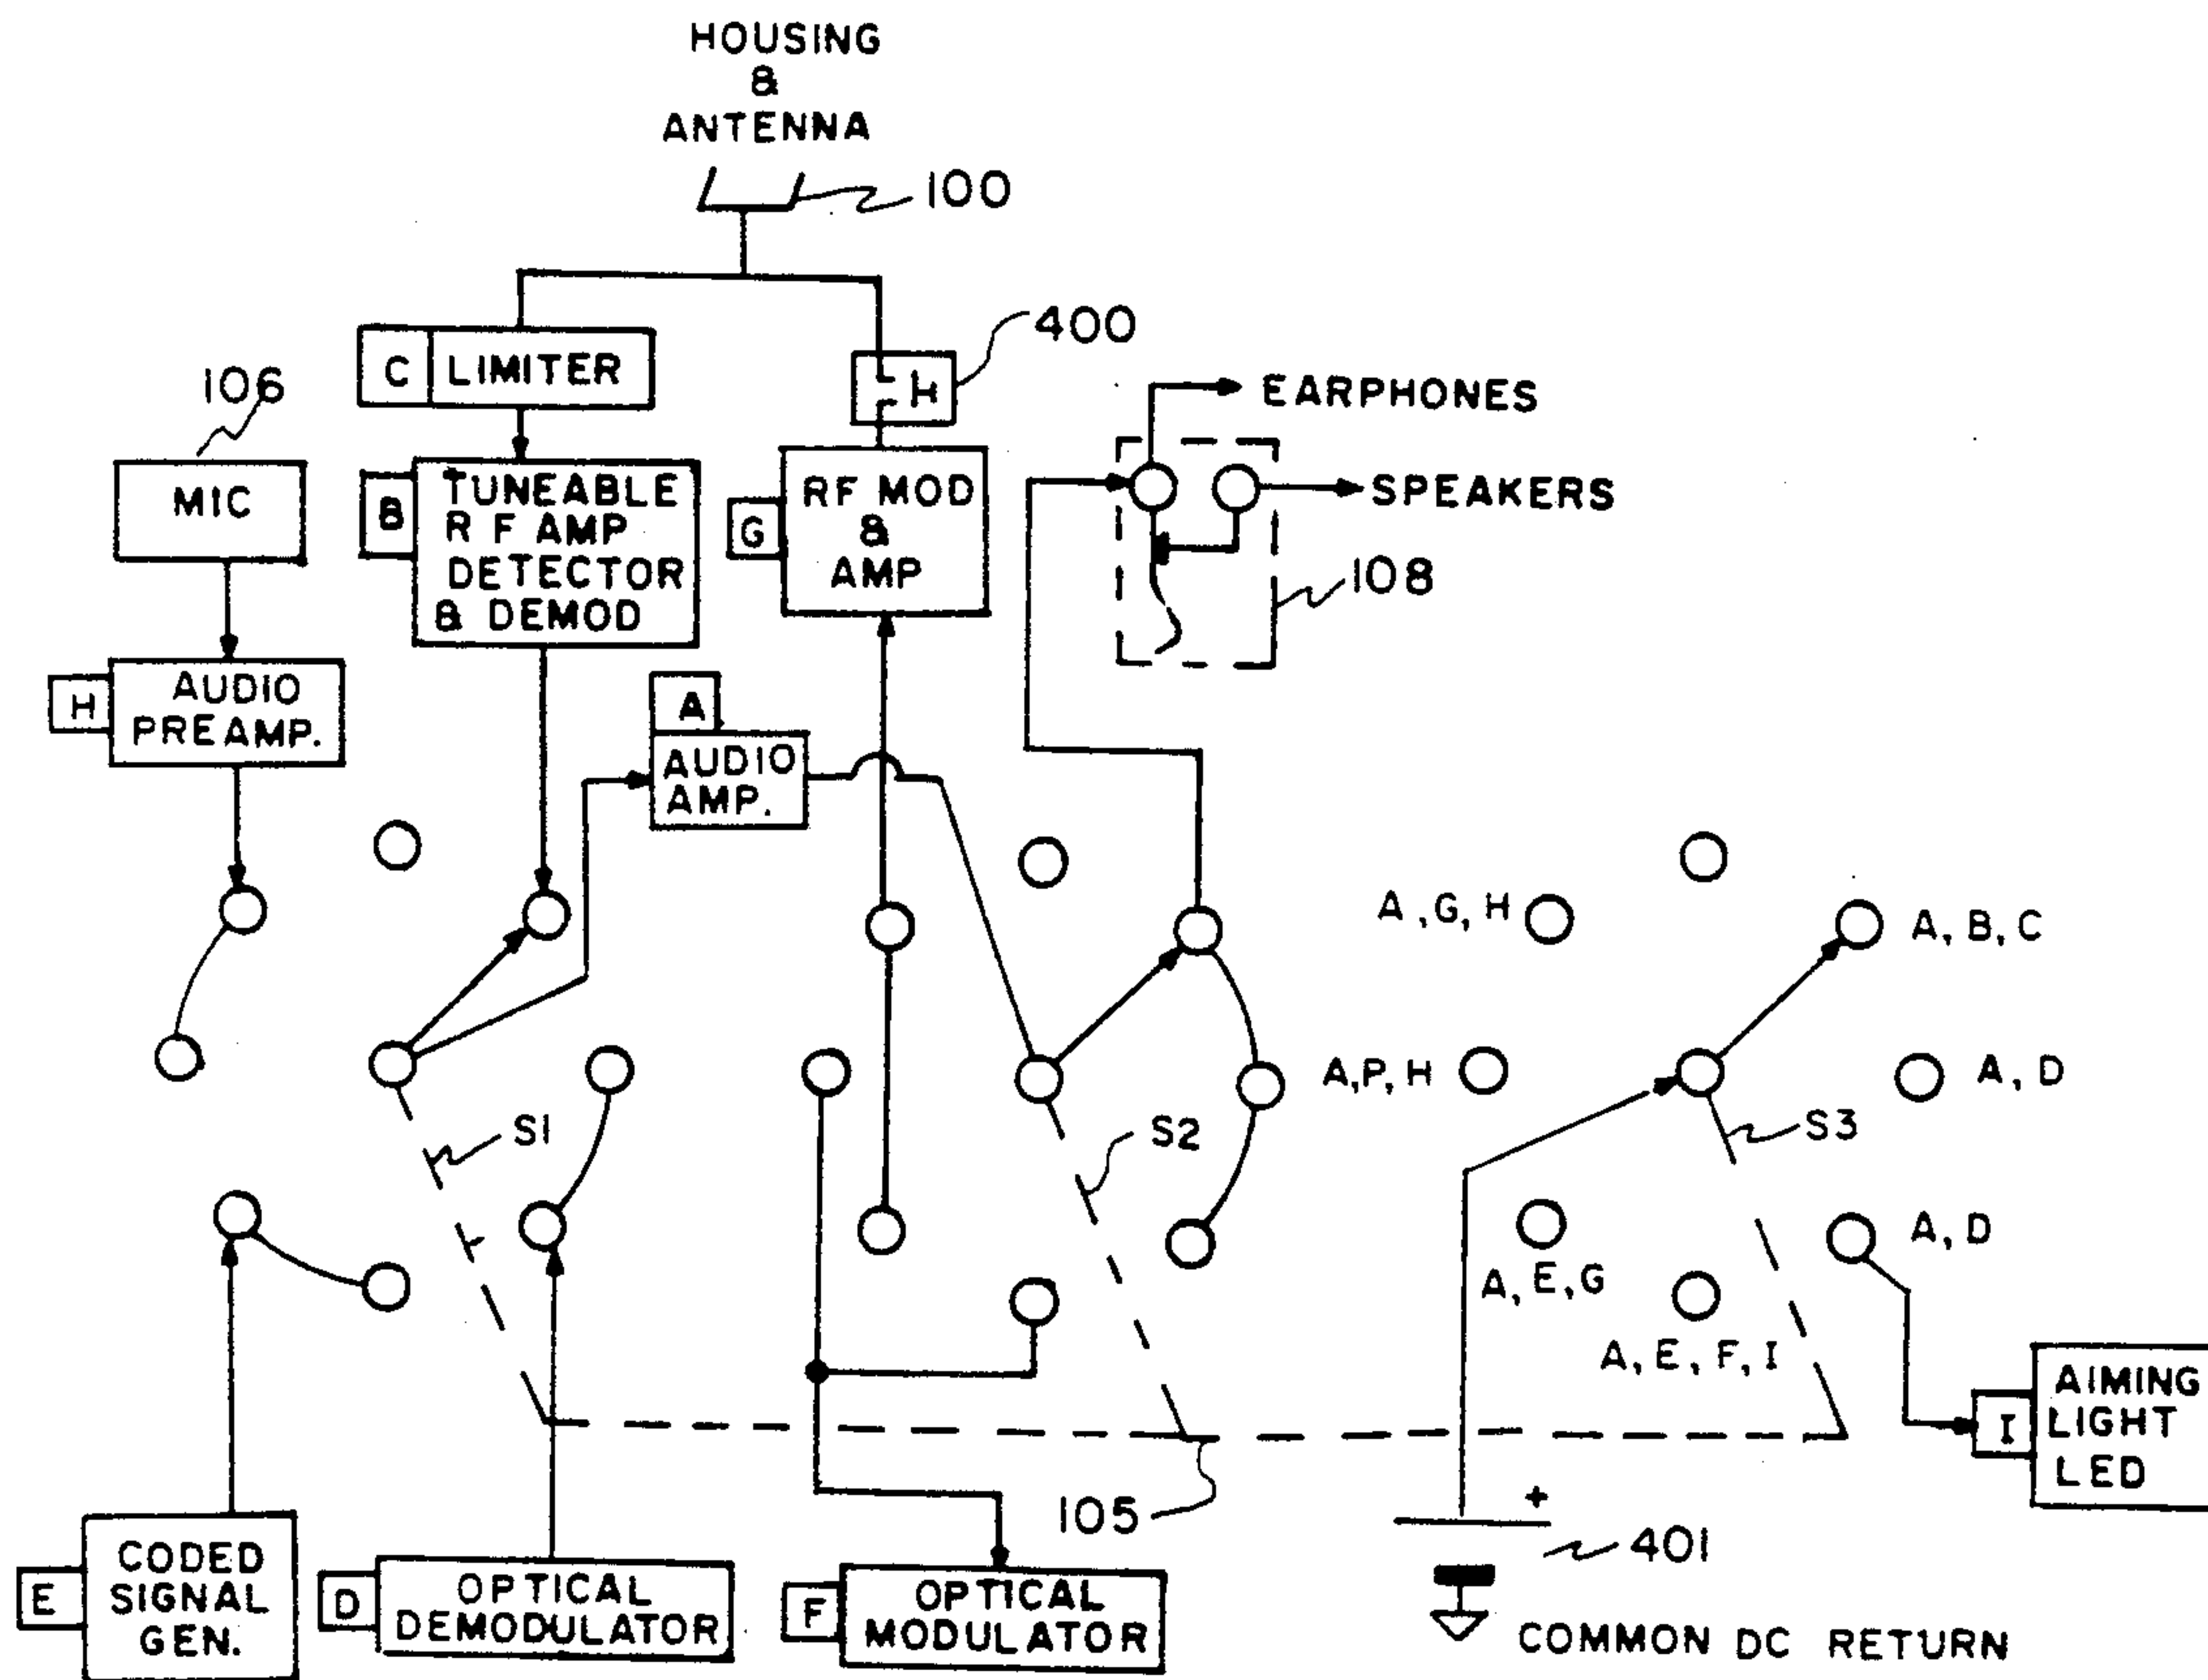 HOUSING
&
ANTENNA
100
400
106
C
LIMITER
H
EARPHONES
MIC
B
TUNEABLE
RF AMP
DETECTOR
& DEMOD
G
RF MOD
&
AMP
SPEAKERS
108
H
AUDIO
PREAMP.
A
AUDIO
AMP.
A, G, H
A, B, C
A,P,H
A, D
S1
S2
S3
A, D
A, E, G
A, E, F, I
I
AIMING
LIGHT
LED
105
+
401
E
CODED
SIGNAL
GEN.
D
OPTICAL
DEMODULATOR
F
OPTICAL
MODULATOR
COMMON DC RETURN